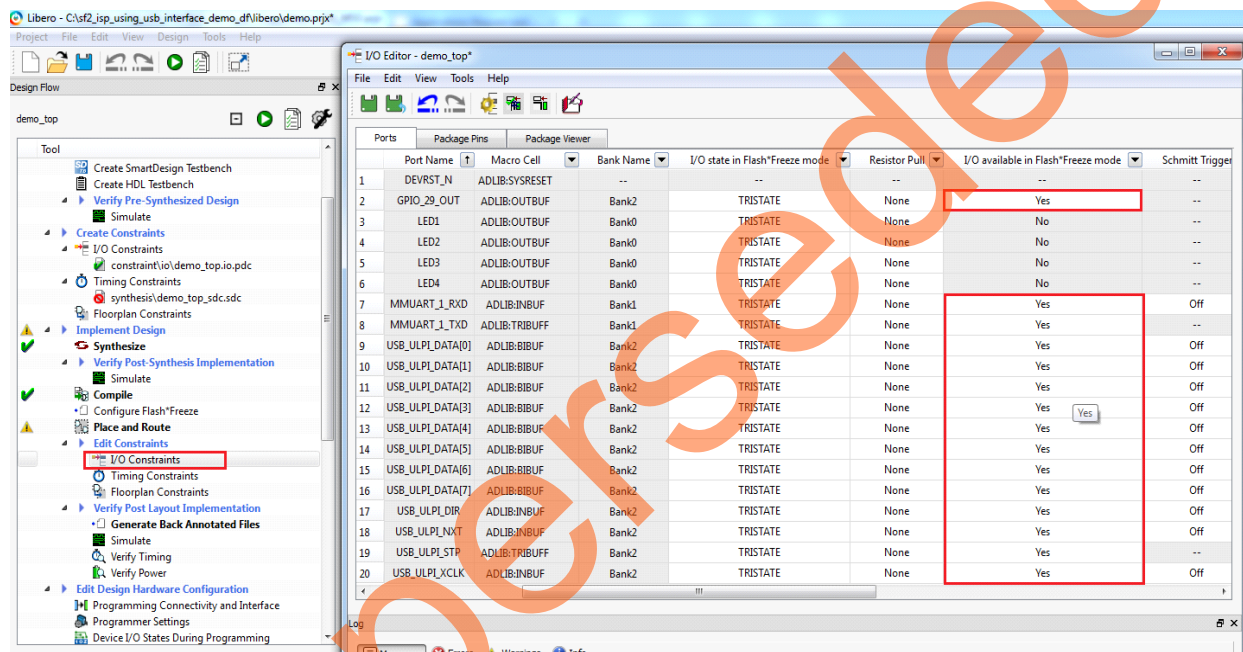 Libero - C:\sf2_isp_using_usb_interface_demo_df\libero\demo.prjx*
Project File Edit View Design Tools Help
Design Flow
demo_top
Tool
Create SmartDesign Testbench
Create HDL Testbench
Verify Pre-Synthesized Design
Simulate
Create Constraints
I/O Constraints
constraint\io\demo_top.io.pdc
Timing Constraints
synthesis\demo_top_sdc.sdc
Floorplan Constraints
Implement Design
Synthesize
Verify Post-Synthesis Implementation
Simulate
Compile
Configure Flash*Freeze
Place and Route
Edit Constraints
I/O Constraints
Timing Constraints
Floorplan Constraints
Verify Post Layout Implementation
Generate Back Annotated Files
Simulate
Verify Timing
Verify Power
Edit Design Hardware Configuration
Programming Connectivity and Interface
Programmer Settings
Device I/O States During Programming
I/O Editor - demo_top*
File Edit View Tools Help
Ports Package Pins Package Viewer
Port Name Macro Cell Bank Name I/O state in Flash*Freeze mode Resistor Pull I/O available in Flash*Freeze mode Schmitt Trigger
1 DEVRST_N ADLIB:SYSRESET -- -- -- -- --
2 GPIO_29_OUT ADLIB:OUTBUF Bank2 TRISTATE None Yes --
3 LED1 ADLIB:OUTBUF Bank0 TRISTATE None No --
4 LED2 ADLIB:OUTBUF Bank0 TRISTATE None No --
5 LED3 ADLIB:OUTBUF Bank0 TRISTATE None No --
6 LED4 ADLIB:OUTBUF Bank0 TRISTATE None No --
7 MMUART_1_RXD ADLIB:INBUF Bank1 TRISTATE None Yes Off
8 MMUART_1_TXD ADLIB:TRIBUFF Bank1 TRISTATE None Yes --
9 USB_ULPI_DATA[0] ADLIB:BIBUF Bank2 TRISTATE None Yes Off
10 USB_ULPI_DATA[1] ADLIB:BIBUF Bank2 TRISTATE None Yes Off
11 USB_ULPI_DATA[2] ADLIB:BIBUF Bank2 TRISTATE None Yes Off
12 USB_ULPI_DATA[3] ADLIB:BIBUF Bank2 TRISTATE None Yes Yes Off
13 USB_ULPI_DATA[4] ADLIB:BIBUF Bank2 TRISTATE None Yes Off
14 USB_ULPI_DATA[5] ADLIB:BIBUF Bank2 TRISTATE None Yes Off
15 USB_ULPI_DATA[6] ADLIB:BIBUF Bank2 TRISTATE None Yes Off
16 USB_ULPI_DATA[7] ADLIB:BIBUF Bank2 TRISTATE None Yes Off
17 USB_ULPI_DIR ADLIB:INBUF Bank2 TRISTATE None Yes Off
18 USB_ULPI_NXT ADLIB:INBUF Bank2 TRISTATE None Yes Off
19 USB_ULPI_STP ADLIB:TRIBUFF Bank2 TRISTATE None Yes --
20 USB_ULPI_XCLK ADLIB:INBUF Bank2 TRISTATE None Yes Off
Log
persede